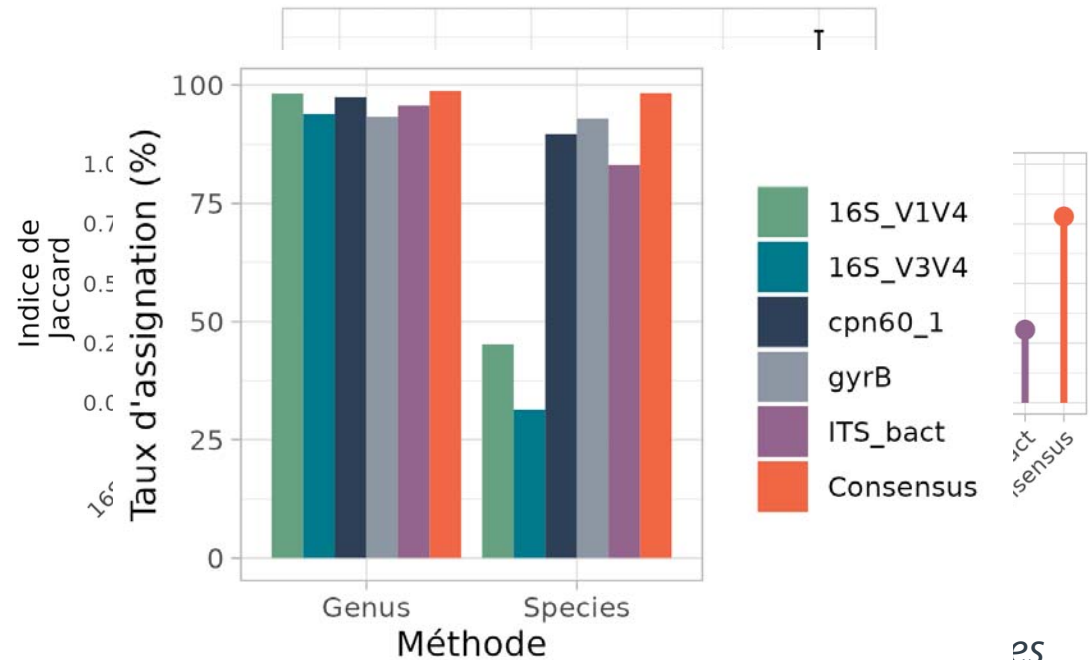 Indice de
Jaccard
Taux d'assignation (%)
100
75
50
25
0
Genus
Species
Méthode
16S_V1V4
16S_V3V4
cpn60_1
gyrB
ITS_bact
Consensus